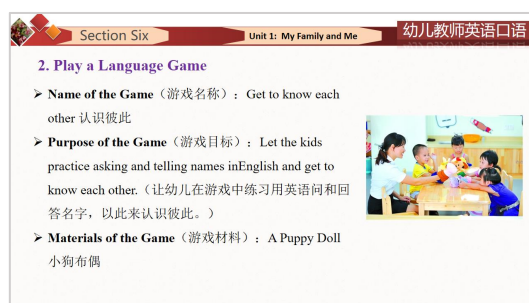 Section Six
Unit 1: My Family and Me
幼儿教师英语口语
2. Play a Language Game
➢ Name of the Game（游戏名称）：Get to know each
other 认识彼此
➢ Purpose of the Game（游戏目标）：Let the kids
practice asking and telling names inEnglish and get to
know each other.（让幼儿在游戏中练习用英语问和回
答名字，以此来认识彼此。）
➢ Materials of the Game（游戏材料）：A Puppy Doll
小狗布偶